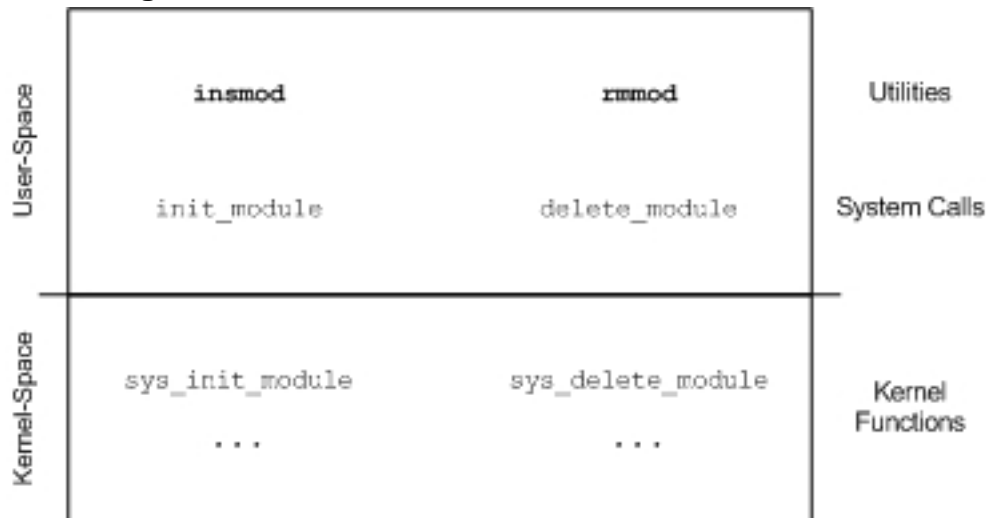 User-Space
insmod rmmod Utilities
init_module delete_module System Calls
Kernel-Space
sys_init_module sys_delete_module Kernel Functions
... ...